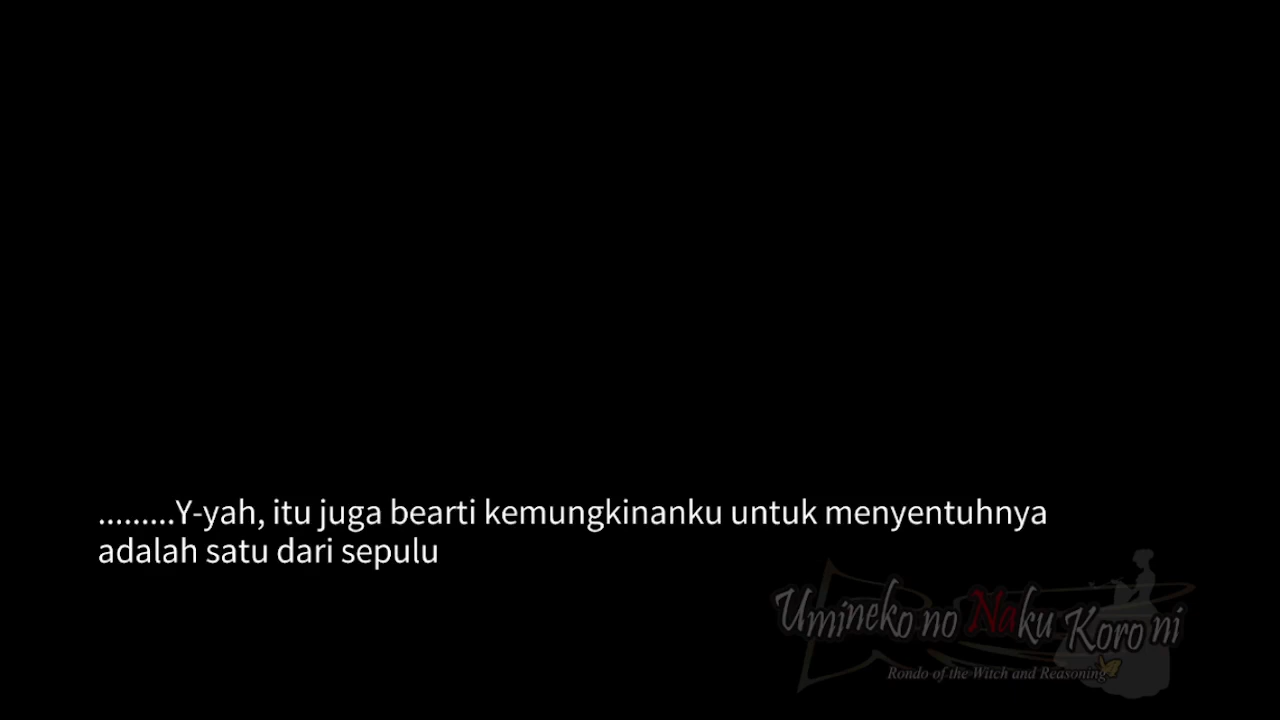 .........Y-yah, itu juga bearti kemungkinanku untuk menyentuhnya
adalah satu dari sepulu
Umineko no Naku Koro ni
Rondo of the Witch and Reasoning